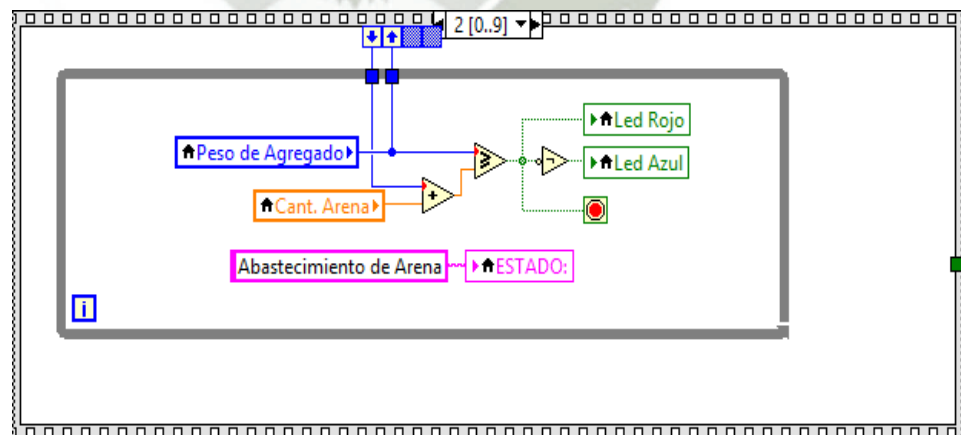 2 [0..9]
Led Rojo
Peso de Agregado
Led Azul
Cant. Arena
Abastecimiento de Arena
ESTADO:
i